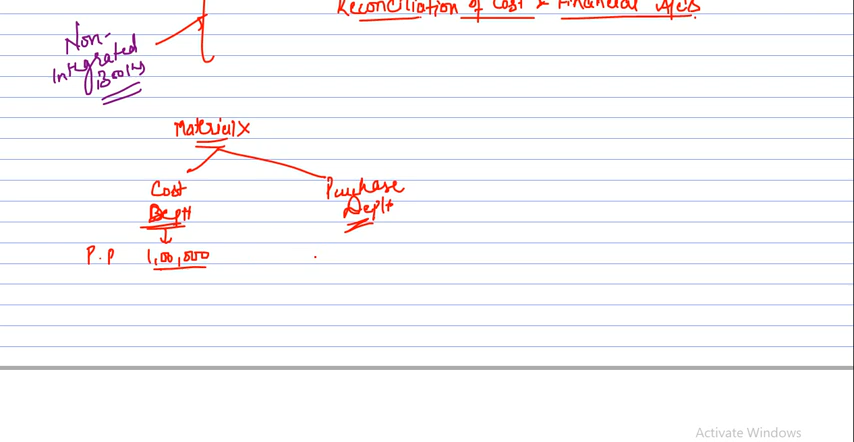 Reconciliation of Cost & Financial A/cs
Non-
Integrated
Books
Material X
Cost
Deptt
Purchase
Deptt
P.P 1,00,000
Activate Windows